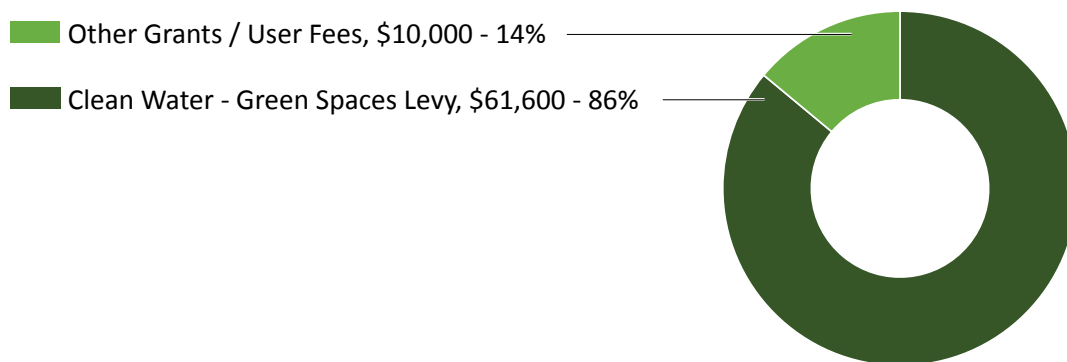 Other Grants / User Fees, $10,000 - 14%
Clean Water - Green Spaces Levy, $61,600 - 86%